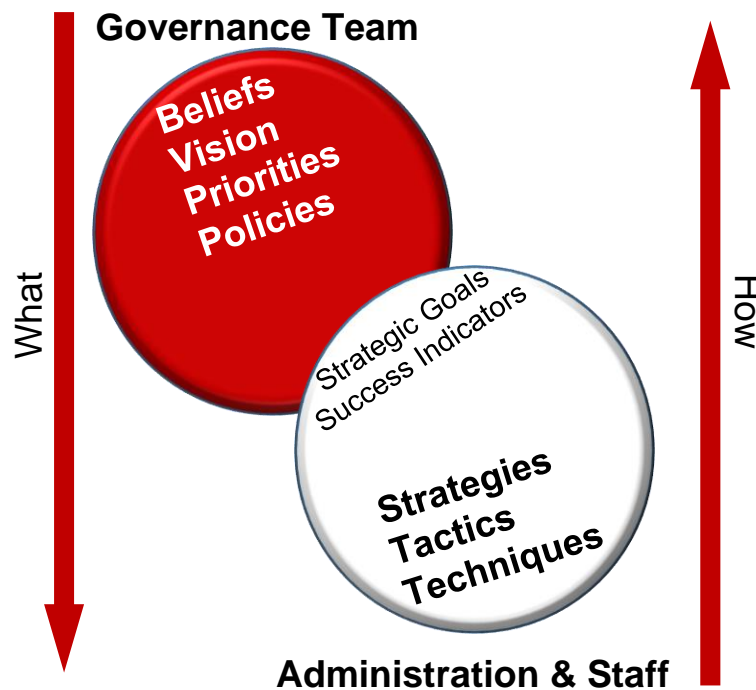 Governance Team
Beliefs
Vision
Priorities
Policies
What
How
Strategic Goals
Success Indicators
Strategies
Tactics
Techniques
Administration & Staff